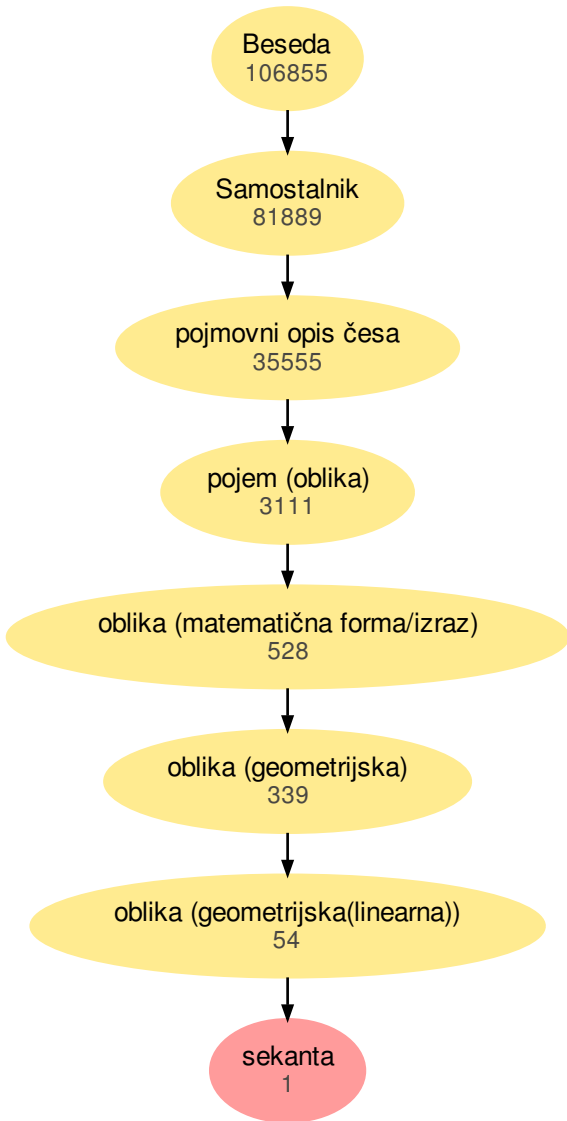 Beseda
106855
Samostalnik
81889
pojmovni opis česa
35555
pojem (oblika)
3111
oblika (matematična forma/izraz)
528
oblika (geometrijska)
339
oblika (geometrijska(linearna))
54
sekanta
1